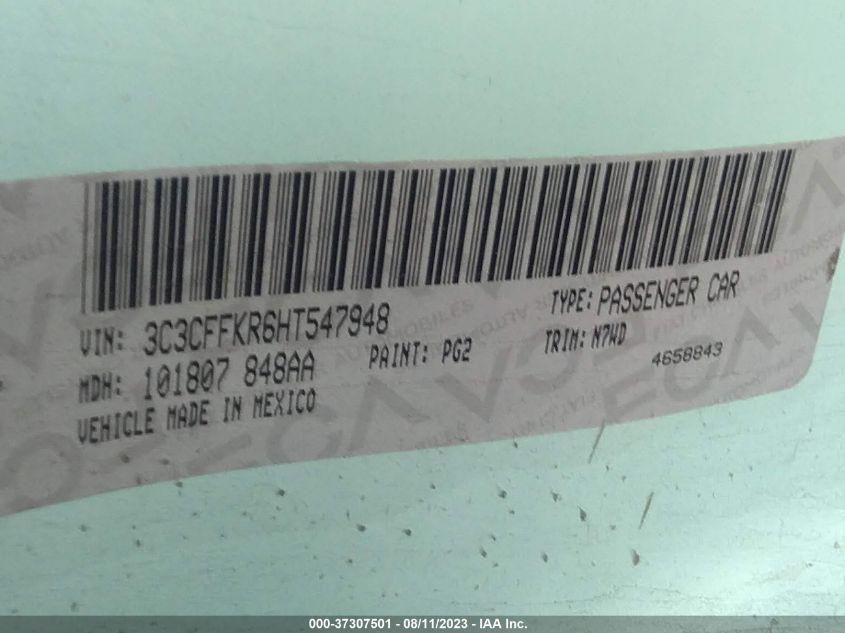 VIN: 3C3CFFKR6HT547948
TYPE: PASSENGER CAR
MDH: 101807 848AA
PAINT: PG2
TRIM: N7WD
4658843
VEHICLE MADE IN MEXICO
000-37307501 - 08/11/2023 - IAA Inc.